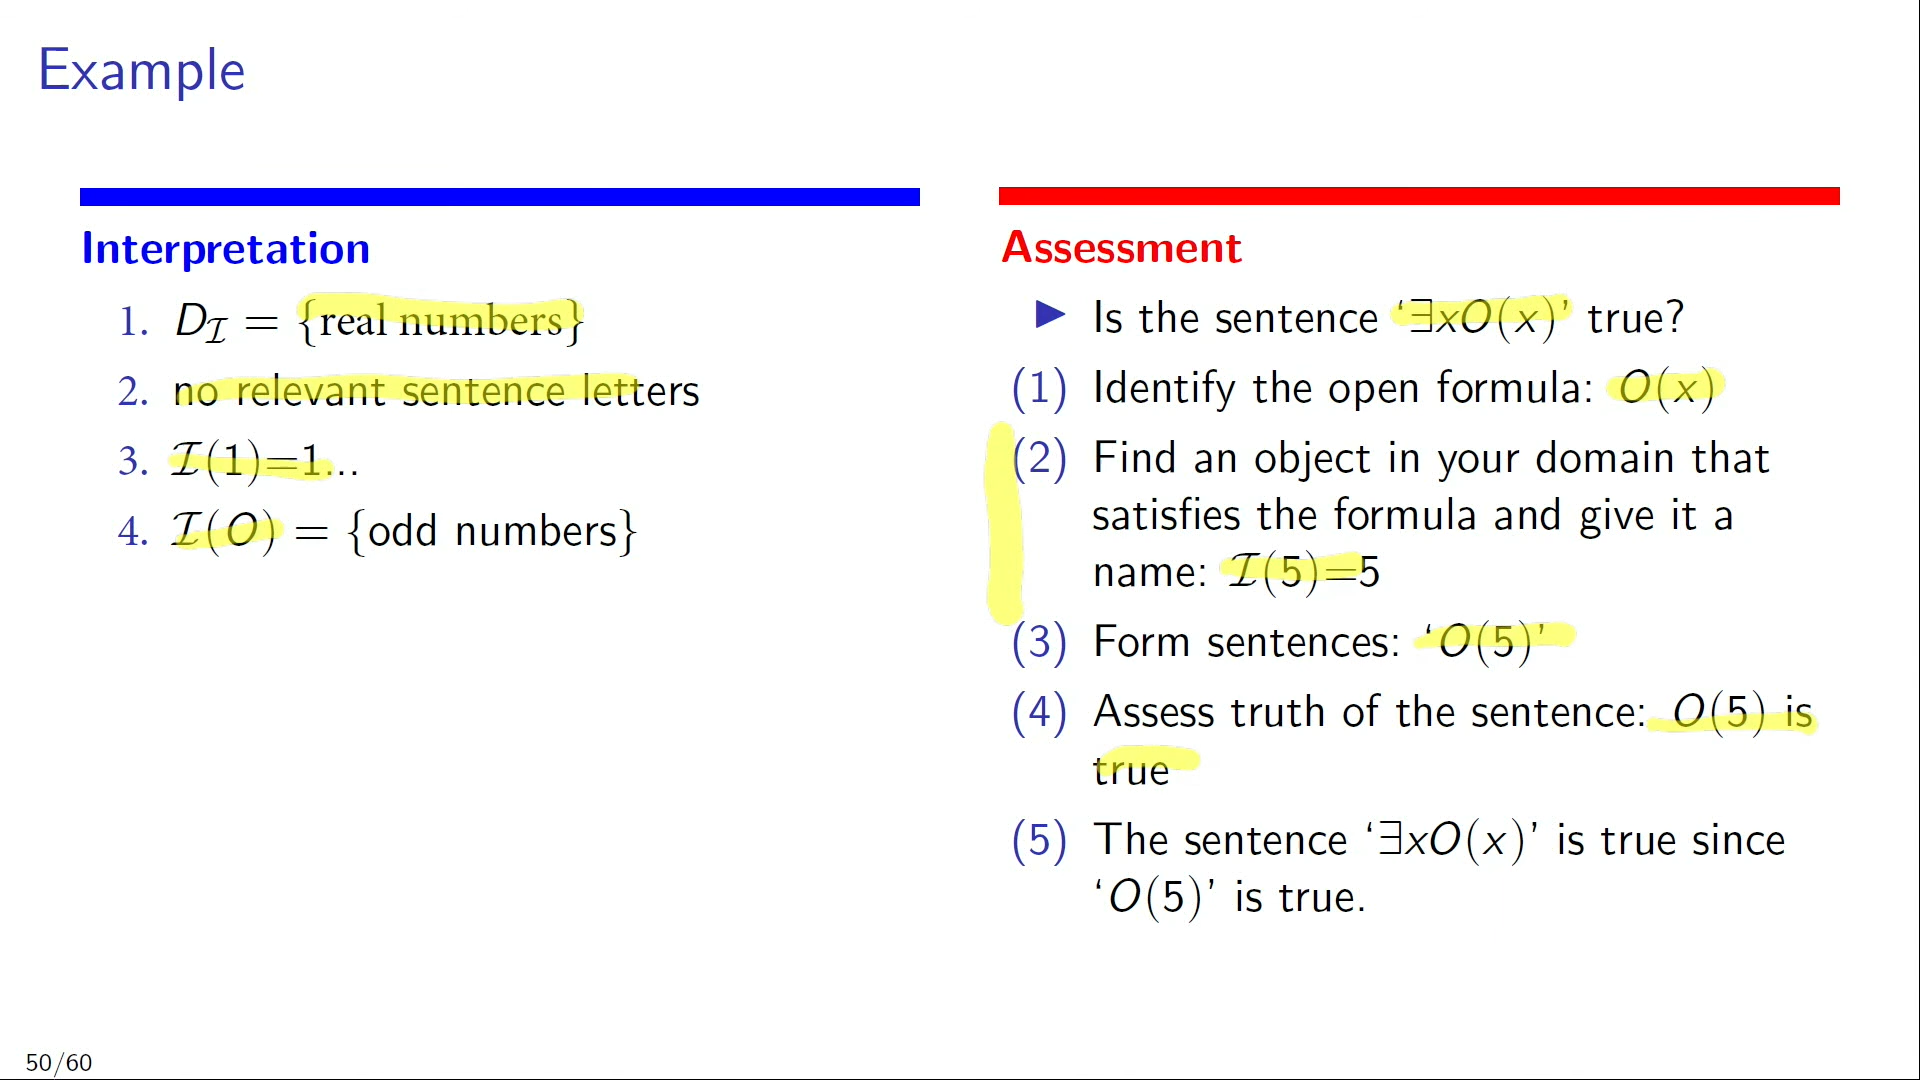 Example
Interpretation
1. D_ℐ = {real numbers}
2. no relevant sentence letters
3. ℐ(1)=1...
4. ℐ(O) = {odd numbers}
Assessment
▶ Is the sentence ‘∃xO(x)’ true?
(1) Identify the open formula: O(x)
(2) Find an object in your domain that
satisfies the formula and give it a
name: ℐ(5)=5
(3) Form sentences: ‘O(5)’
(4) Assess truth of the sentence: O(5) is
true
(5) The sentence ‘∃xO(x)’ is true since
‘O(5)’ is true.
50/60